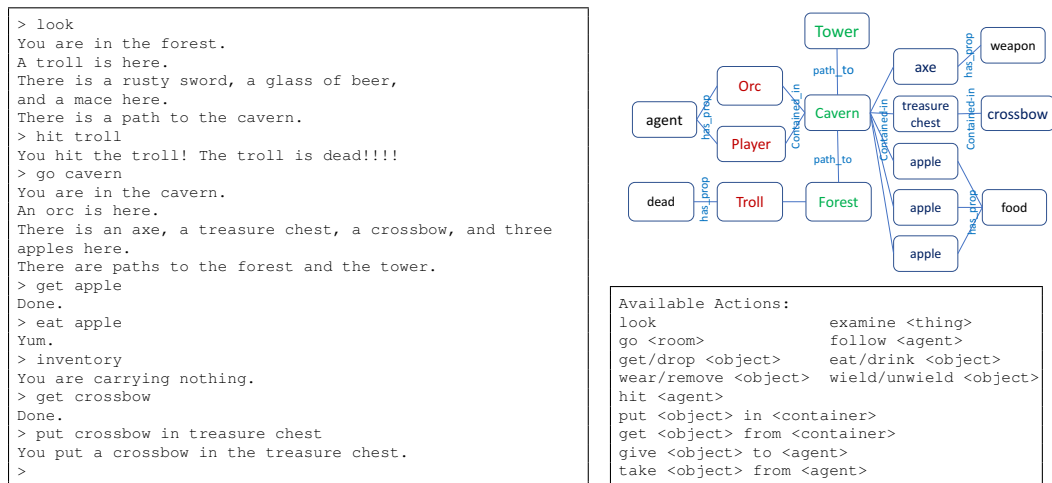 > look
You are in the forest.
A troll is here.
There is a rusty sword, a glass of beer,
and a mace here.
There is a path to the cavern.
> hit troll
You hit the troll! The troll is dead!!!!
> go cavern
You are in the cavern.
An orc is here.
There is an axe, a treasure chest, a crossbow, and three
apples here.
There are paths to the forest and the tower.
> get apple
Done.
> eat apple
Yum.
> inventory
You are carrying nothing.
> get crossbow
Done.
> put crossbow in treasure chest
You put a crossbow in the treasure chest.
>
Tower
path_to
axe
has_prop
weapon
Orc
agent
has_prop
Player
Contained_in
Cavern
Contained-in
treasure
chest
Contained-in
crossbow
path_to
apple
dead
has_prop
Troll
Forest
apple
has_prop
food
apple
Available Actions:
look examine <thing>
go <room> follow <agent>
get/drop <object> eat/drink <object>
wear/remove <object> wield/unwield <object>
hit <agent>
put <object> in <container>
get <object> from <container>
give <object> to <agent>
take <object> from <agent>